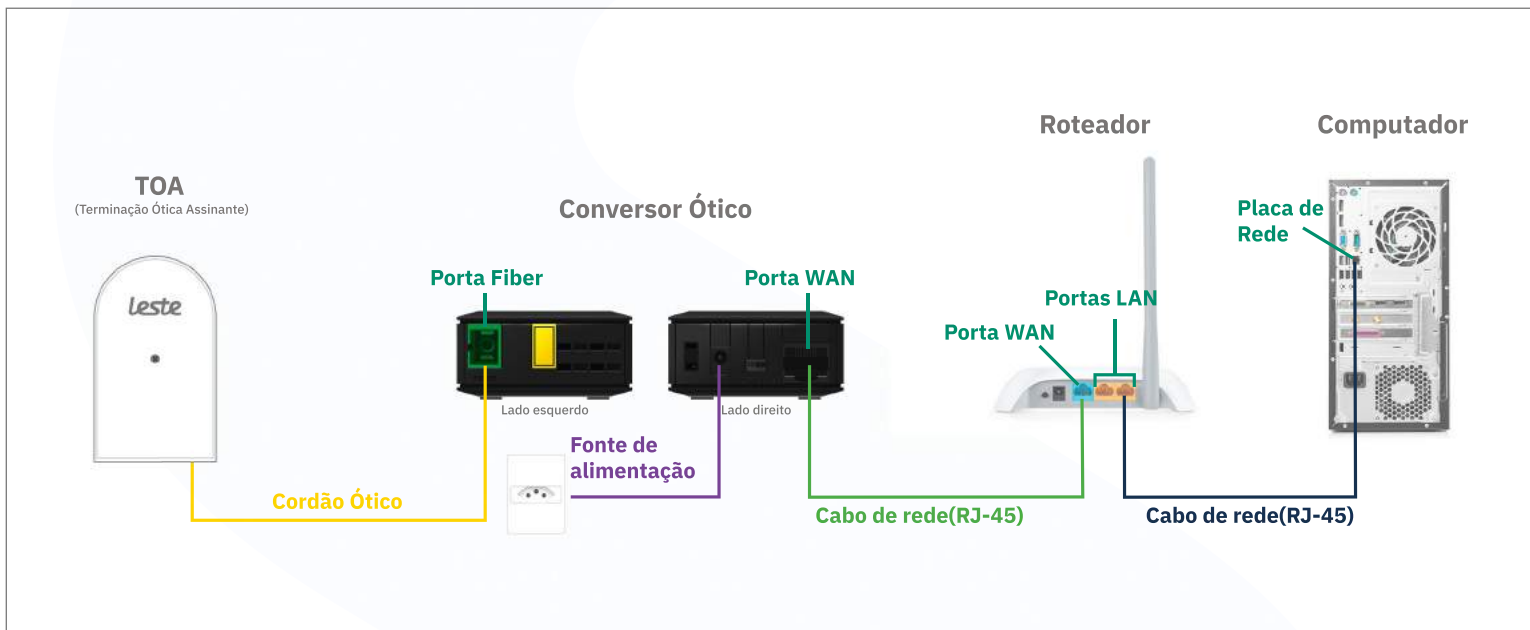 Roteador
Computador
TOA
(Terminação Ótica Assinante)
Conversor Ótico
Placa de
Rede
Porta Fiber
Porta WAN
Portas LAN
Porta WAN
leste
Lado esquerdo
Lado direito
Fonte de
alimentação
Cordão Ótico
Cabo de rede(RJ-45)
Cabo de rede(RJ-45)